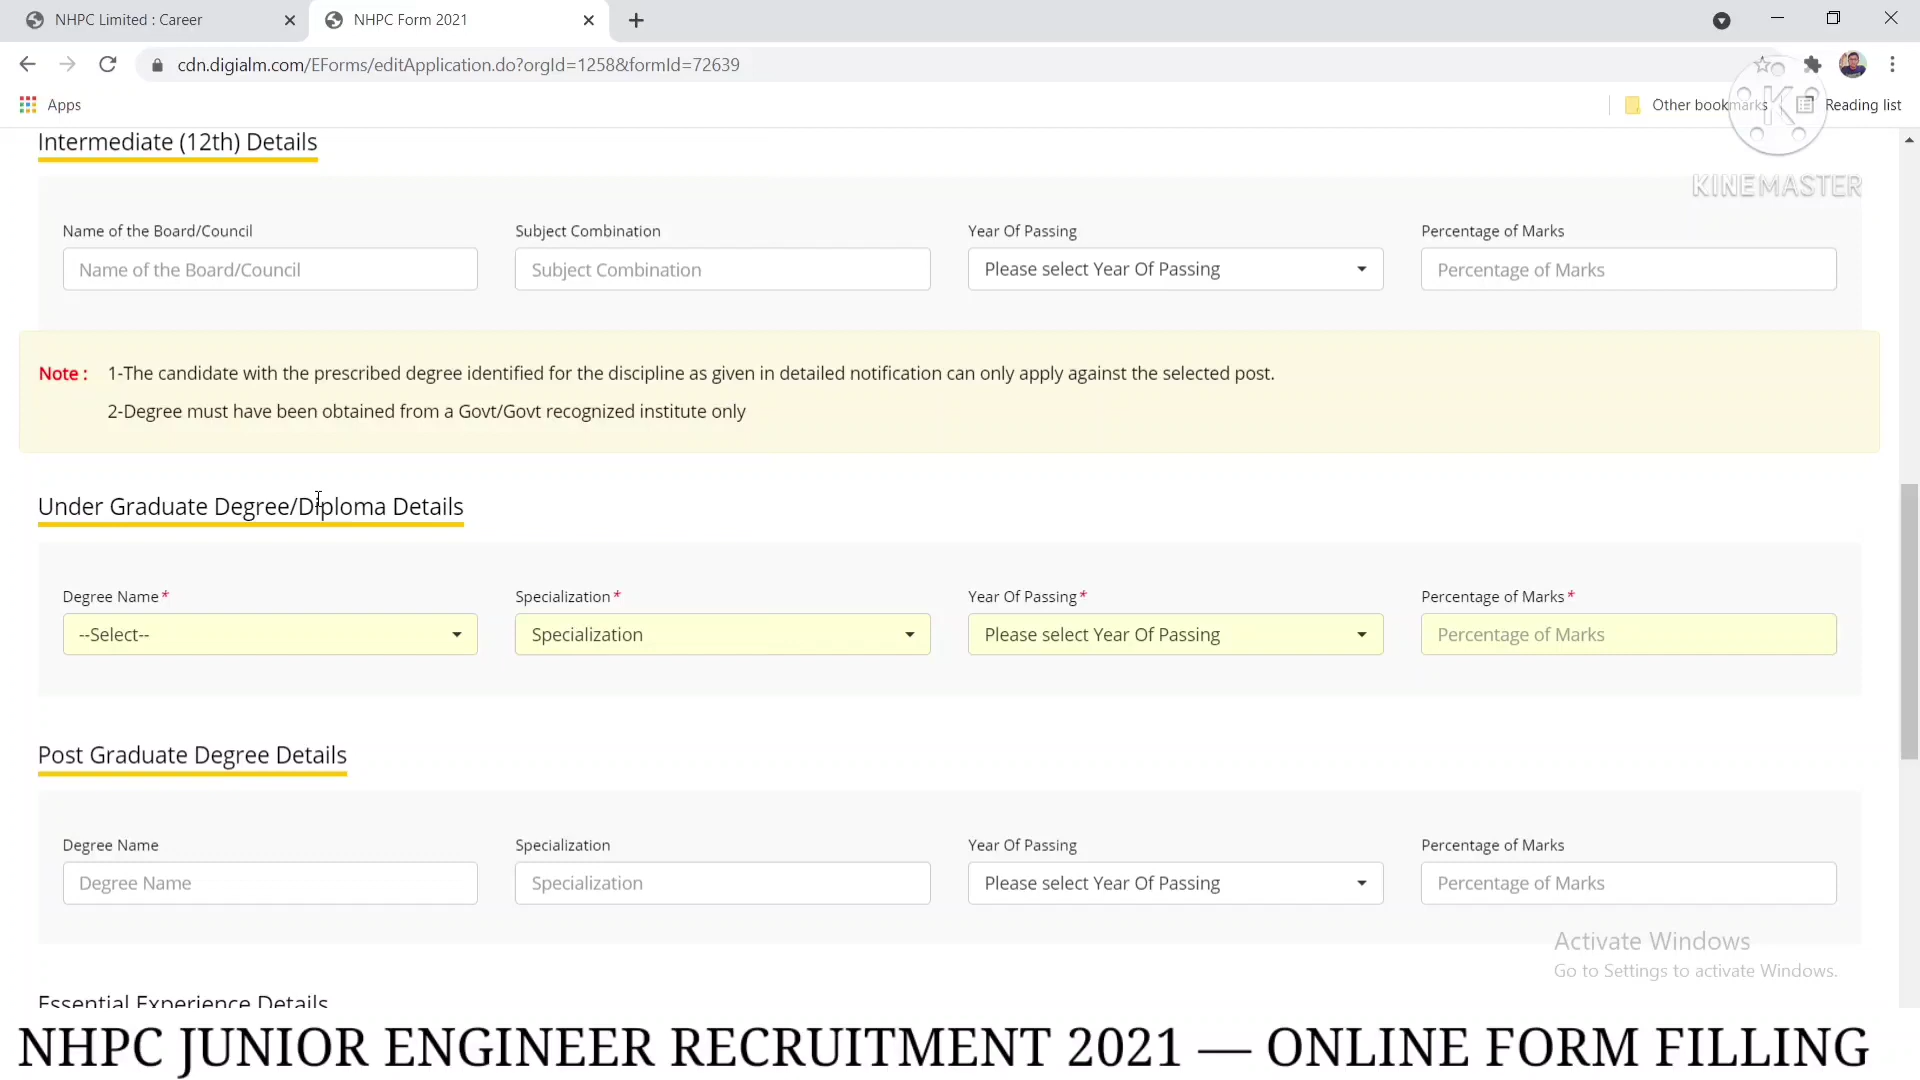 NHPC Limited : Career
NHPC Form 2021
cdn.digialm.com/EForms/editApplication.do?orgId=1258&formId=72639
Apps
Other bookmarks
Reading list
KINEMASTER
Intermediate (12th) Details
Name of the Board/Council
Subject Combination
Year Of Passing
Percentage of Marks
Name of the Board/Council
Subject Combination
Please select Year Of Passing
Percentage of Marks
Note : 1-The candidate with the prescribed degree identified for the discipline as given in detailed notification can only apply against the selected post.
2-Degree must have been obtained from a Govt/Govt recognized institute only
Under Graduate Degree/Diploma Details
Degree Name*
Specialization*
Year Of Passing*
Percentage of Marks*
--Select--
Specialization
Please select Year Of Passing
Percentage of Marks
Post Graduate Degree Details
Degree Name
Specialization
Year Of Passing
Percentage of Marks
Degree Name
Specialization
Please select Year Of Passing
Percentage of Marks
Activate Windows
Go to Settings to activate Windows.
Essential Experience Details
NHPC JUNIOR ENGINEER RECRUITMENT 2021 — ONLINE FORM FILLING